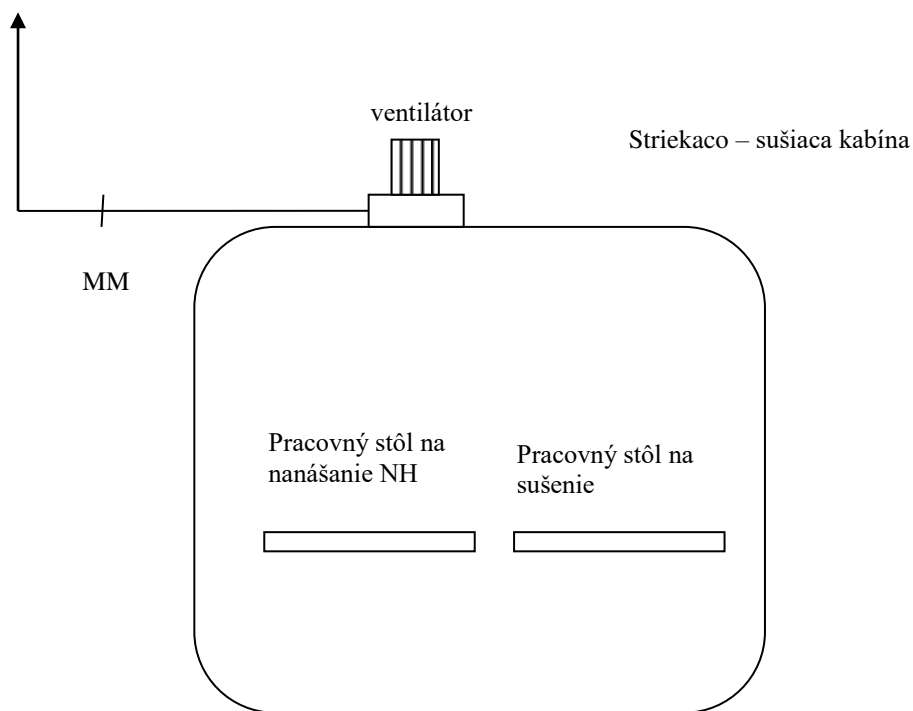 ventilátor
Striekaco – sušiaca kabína
MM
Pracovný stôl na
nanášanie NH
Pracovný stôl na
sušenie